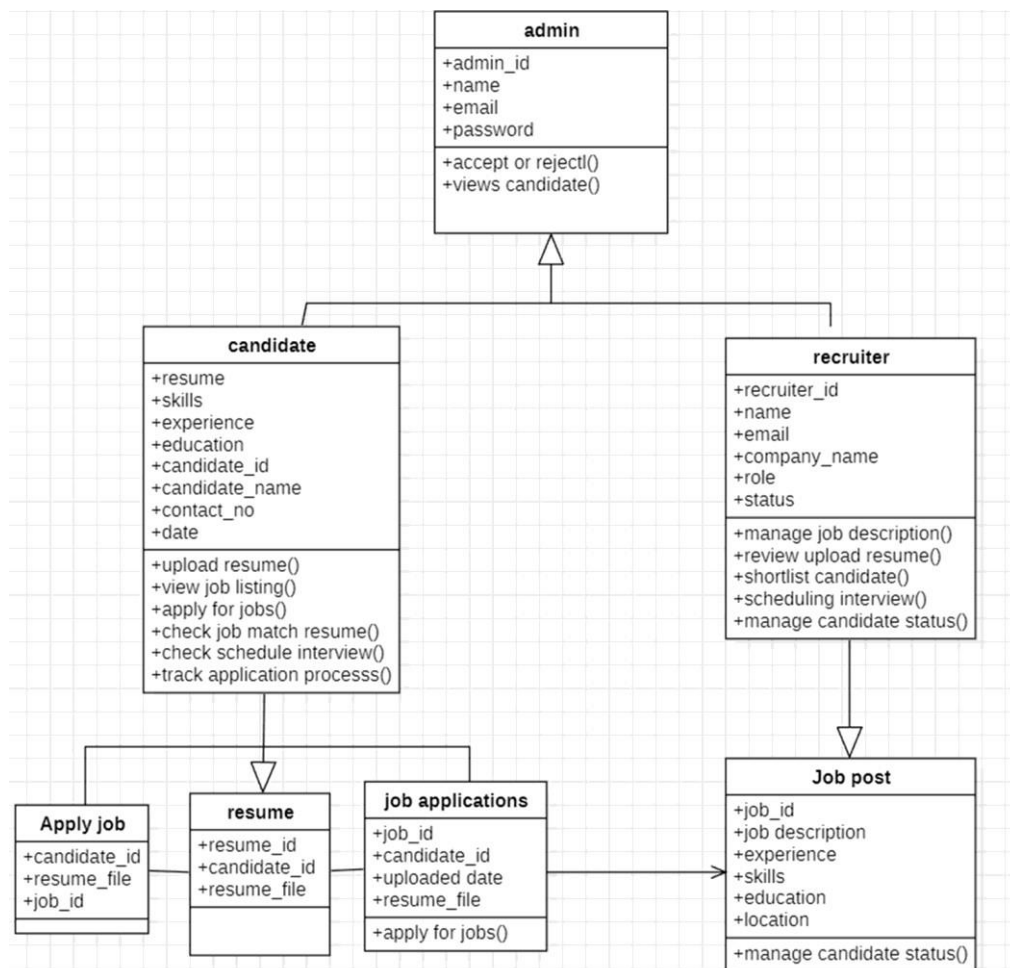 admin
+admin_id
+name
+email
+password
+accept or rejectl()
+views candidate()
candidate
+resume
+skills
+experience
+education
+candidate_id
+candidate_name
+contact_no
+date
+upload resume()
+view job listing()
+apply for jobs()
+check job match resume()
+check schedule interview()
+track application processs()
recruiter
+recruiter_id
+name
+email
+company_name
+role
+status
+manage job description()
+review upload resume()
+shortlist candidate()
+scheduling interview()
+manage candidate status()
Apply job
+candidate_id
+resume_file
+job_id
resume
+resume_id
+candidate_id
+resume_file
job applications
+job_id
+candidate_id
+uploaded date
+resume_file
+apply for jobs()
Job post
+job_id
+job description
+experience
+skills
+education
+location
+manage candidate status()